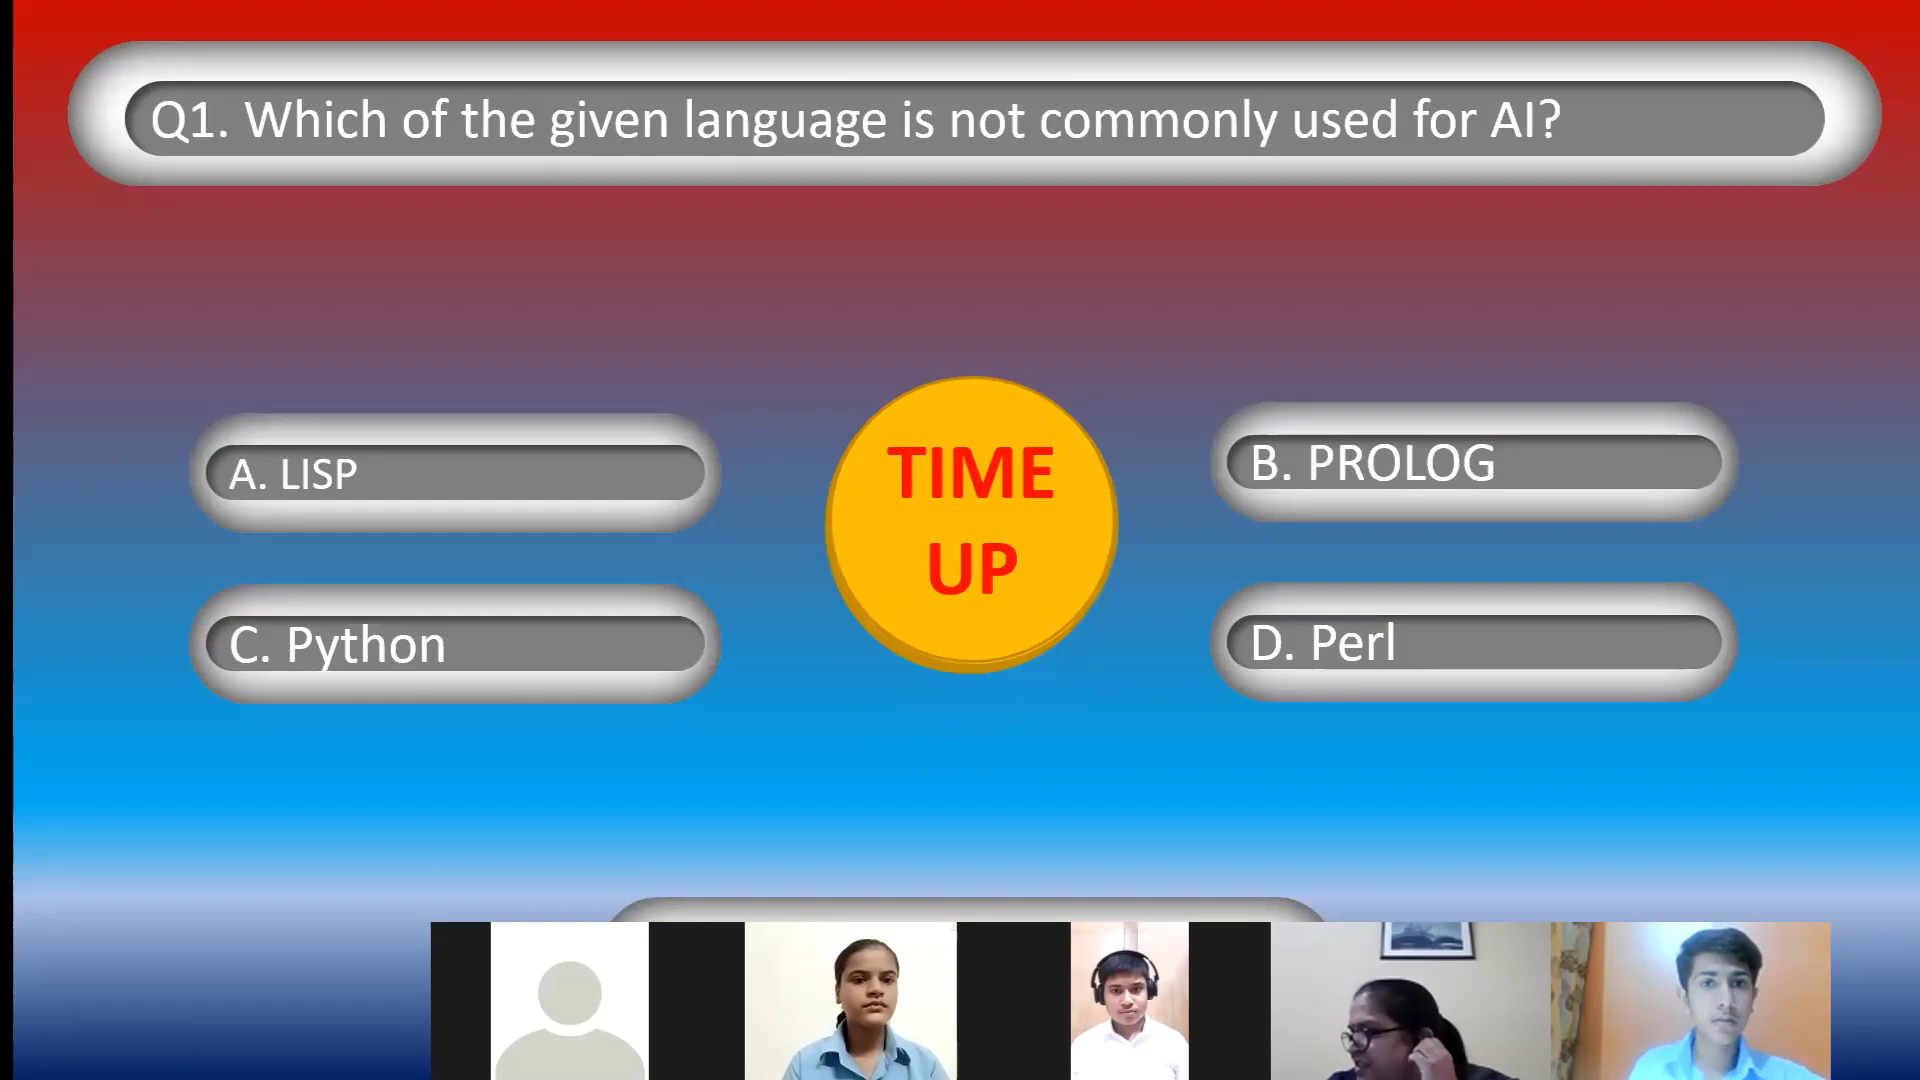 Q1. Which of the given language is not commonly used for AI?
A. LISP
TIME
UP
B. PROLOG
C. Python
D. Perl